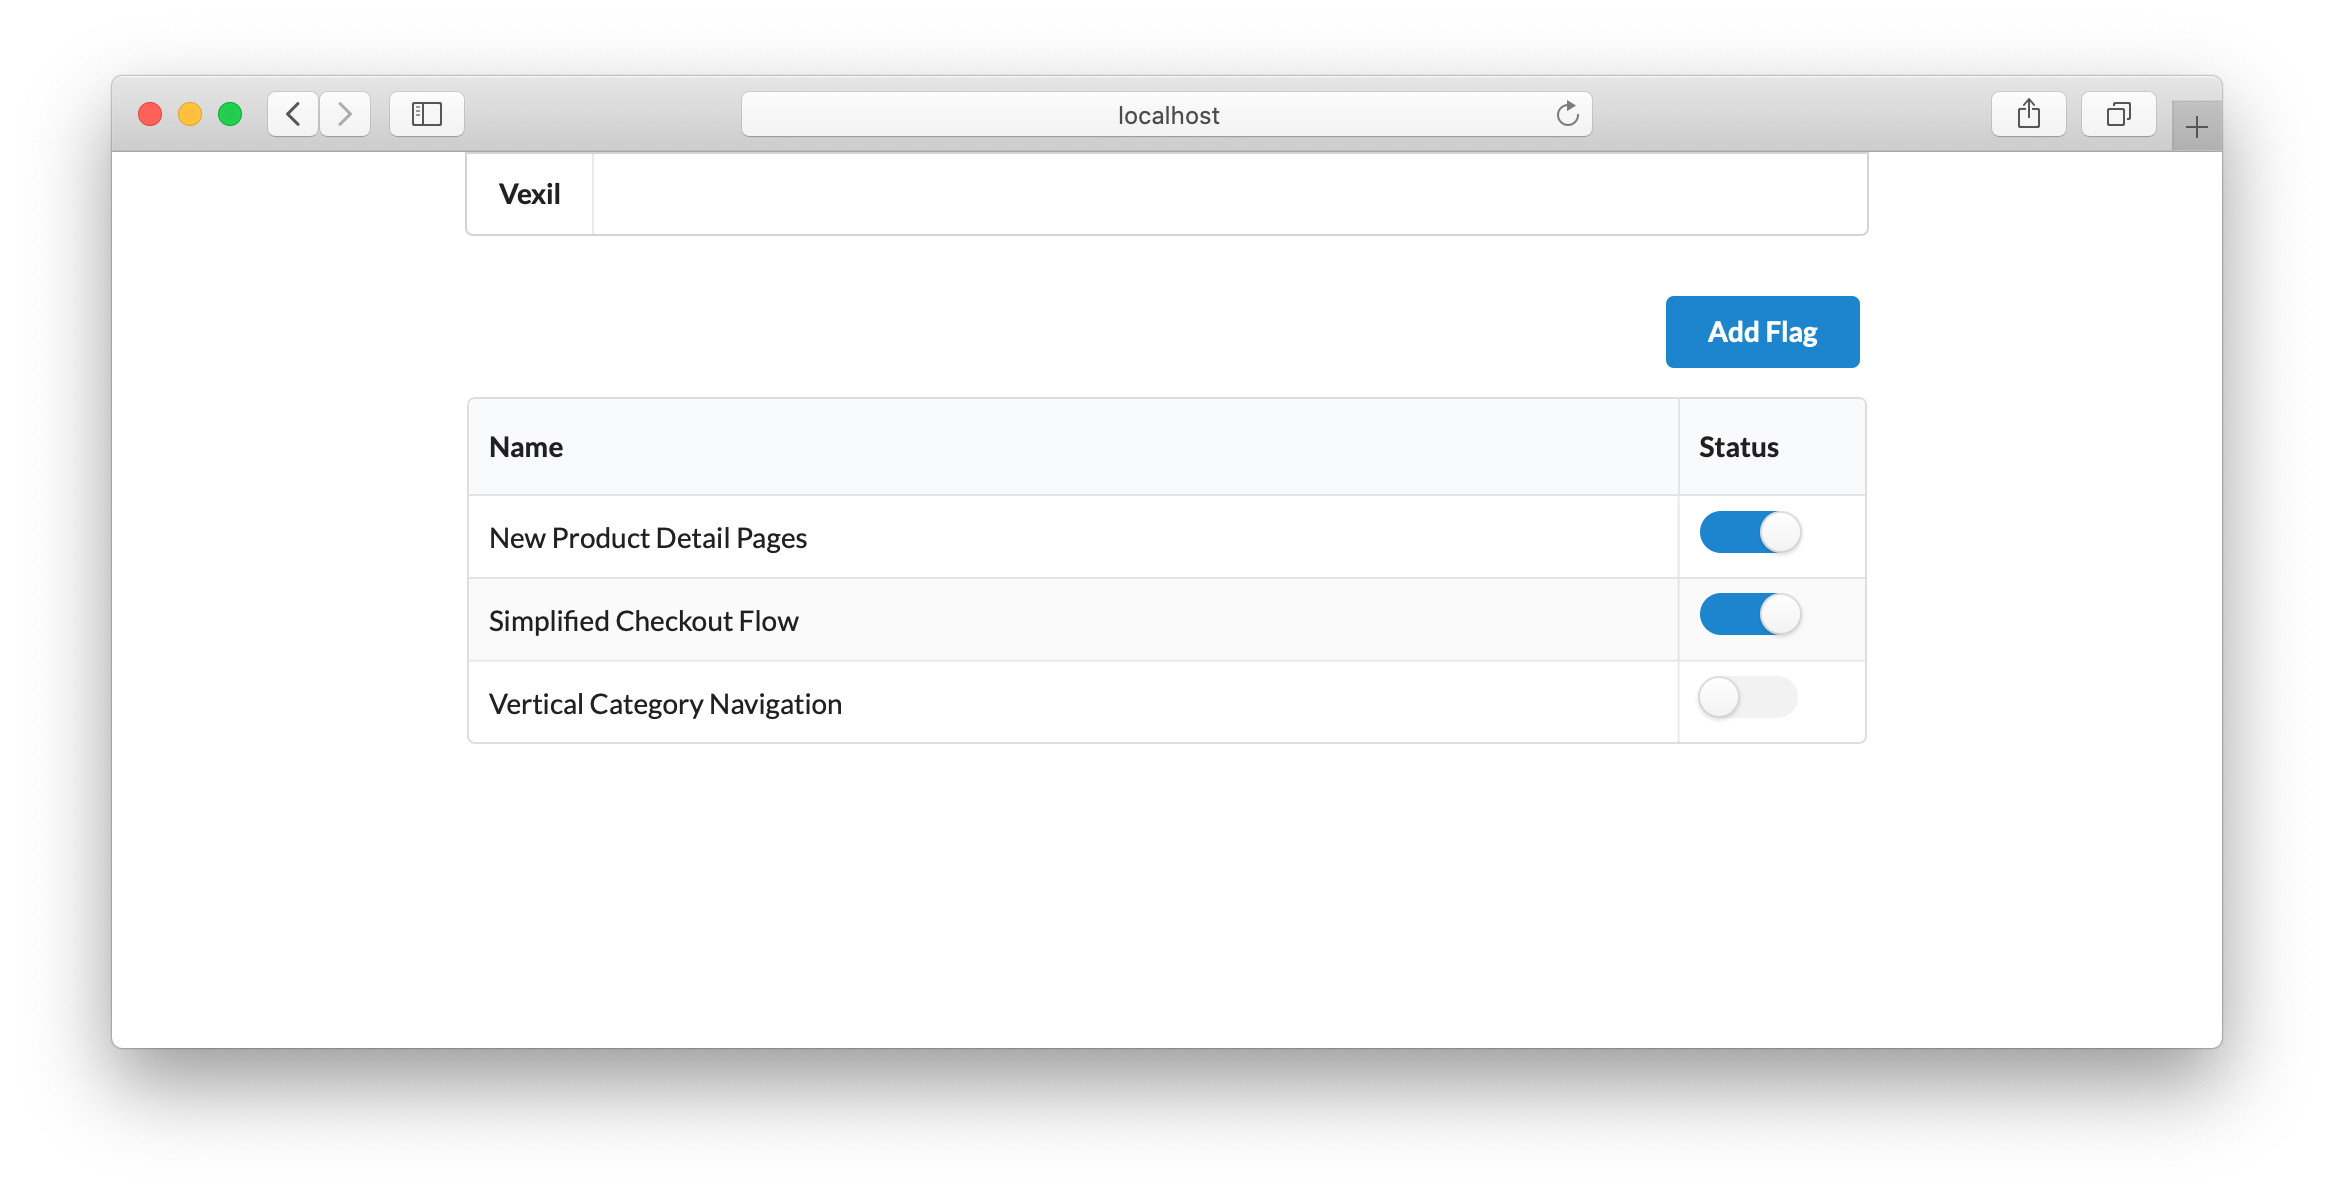 localhost
Vexil
Add Flag
Name Status
New Product Detail Pages
Simplified Checkout Flow
Vertical Category Navigation